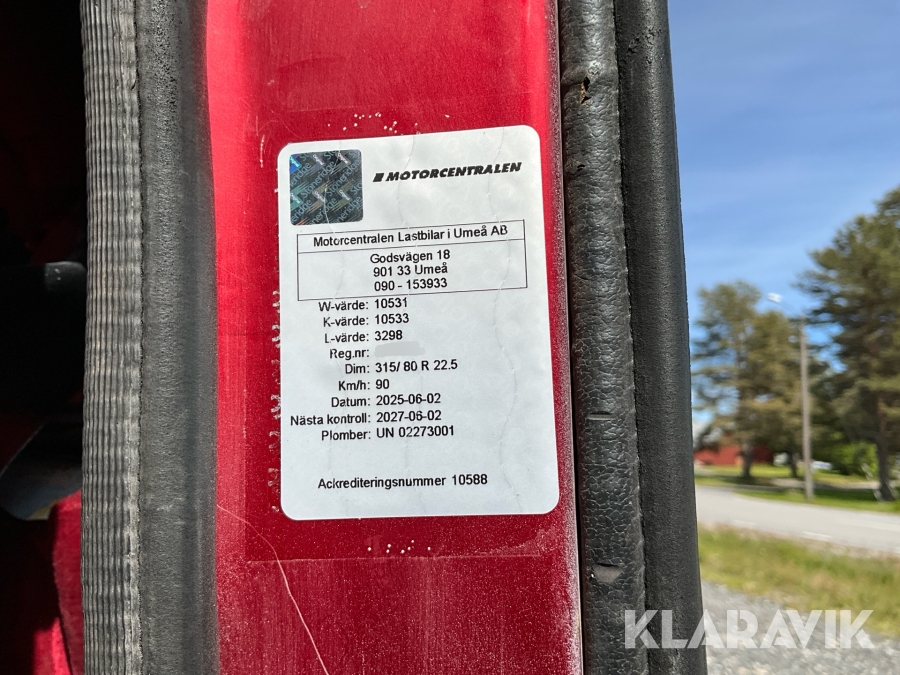 MOTORCENTRALEN
Motorcentralen Lastbilar i Umeå AB
Godsvägen 18
901 33 Umeå
090 - 153933
W-värde: 10531
K-värde: 10533
L-värde: 3298
Reg.nr:
Dim: 315/ 80 R 22.5
Km/h: 90
Datum: 2025-06-02
Nästa kontroll: 2027-06-02
Plomber: UN 02273001
Ackrediteringsnummer 10588
KLARAVIK